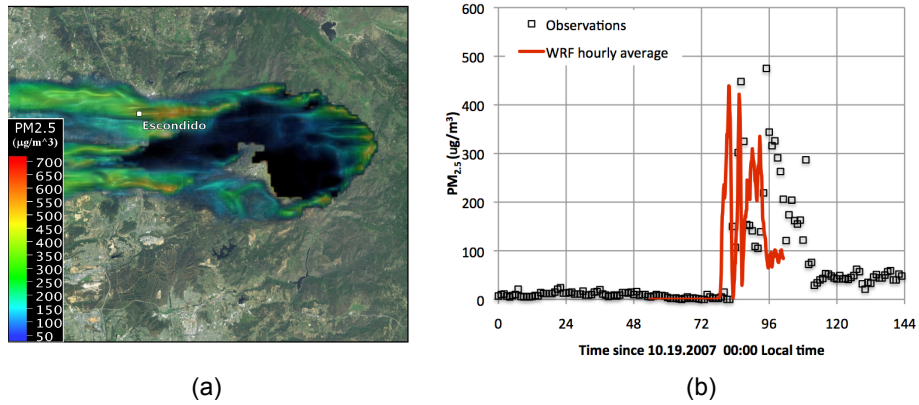 Escondido
PM2.5
(µg/m^3)
700
650
600
550
500
450
400
350
300
250
200
150
100
50
(a)
Observations
WRF hourly average
PM2.5 (ug/m³)
600
500
400
300
200
100
0
0 24 48 72 96 120 144
Time since 10.19.2007 00:00 Local time
(b)